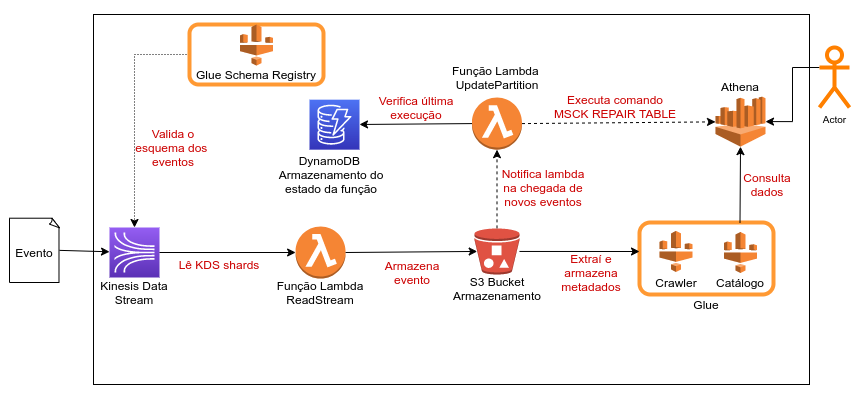 Glue Schema Registry
Função Lambda
UpdatePartition
Athena
Actor
Verifica última
execução
Executa comando
MSCK REPAIR TABLE
Valida o
esquema dos
eventos
DynamoDB
Armazenamento do
estado da função
Notifica lambda
na chegada de
novos eventos
Consulta
dados
Evento
Kinesis Data
Stream
Lê KDS shards
Função Lambda
ReadStream
Armazena
evento
S3 Bucket
Armazenamento
Extraí e
armazena
metadados
Crawler
Catálogo
Glue